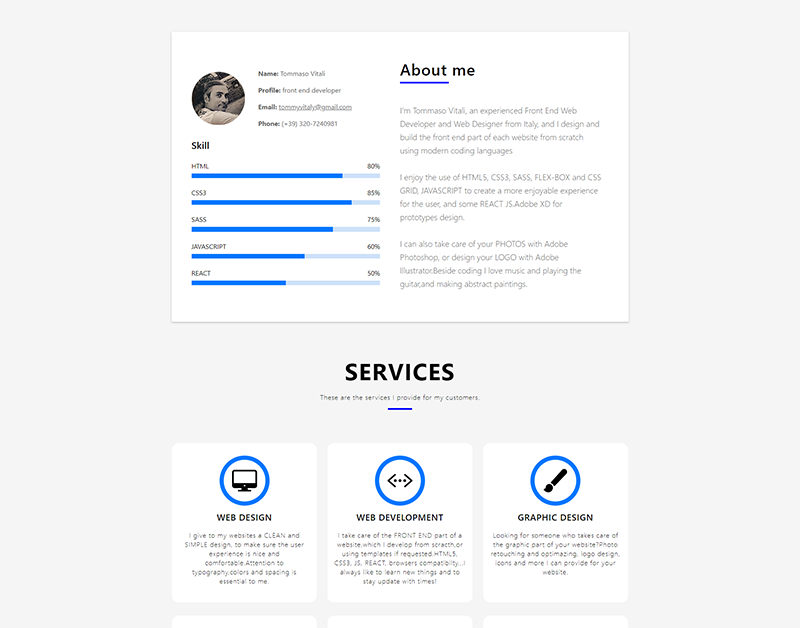 Name: Tommaso Vitali
Profile: front end developer
Email: tommyvitaly@gmail.com
Phone: (+39) 320-7240981
Skill
HTML 80%
CSS3 85%
SASS 75%
JAVASCRIPT 60%
REACT 50%
About me
I'm Tommaso Vitali, an experienced Front End Web
Developer and Web Designer from Italy, and I design and
build the front end part of each website from scratch
using modern coding languages
I enjoy the use of HTML5, CSS3, SASS, FLEX-BOX and CSS
GRID, JAVASCRIPT to create a more enjoyable experience
for the user, and some REACT JS.Adobe XD for
prototypes design.
I can also take care of your PHOTOS with Adobe
Photoshop, or design your LOGO with Adobe
Illustrator.Beside coding I love music and playing the
guitar,and making abstract paintings.
SERVICES
These are the services i provide for my customers.
WEB DESIGN
I give to my websites a CLEAN and
SIMPLE design, to make sure the user
experience is nice and
comfortable.Attention to
typography,colors and spacing is
essential to me.
WEB DEVELOPMENT
I take care of the FRONT END part of a
website,which I develop from scracth,or
using templates if requested.HTML5,
CSS3, JS, REACT, browsers compatibilty...I
always like to learn new things and to
stay update with times!
GRAPHIC DESIGN
Looking for someone who takes care of
the graphic part of your website?Photo
retouching and optimazing, logo design,
icons and more I can provide for your
website.